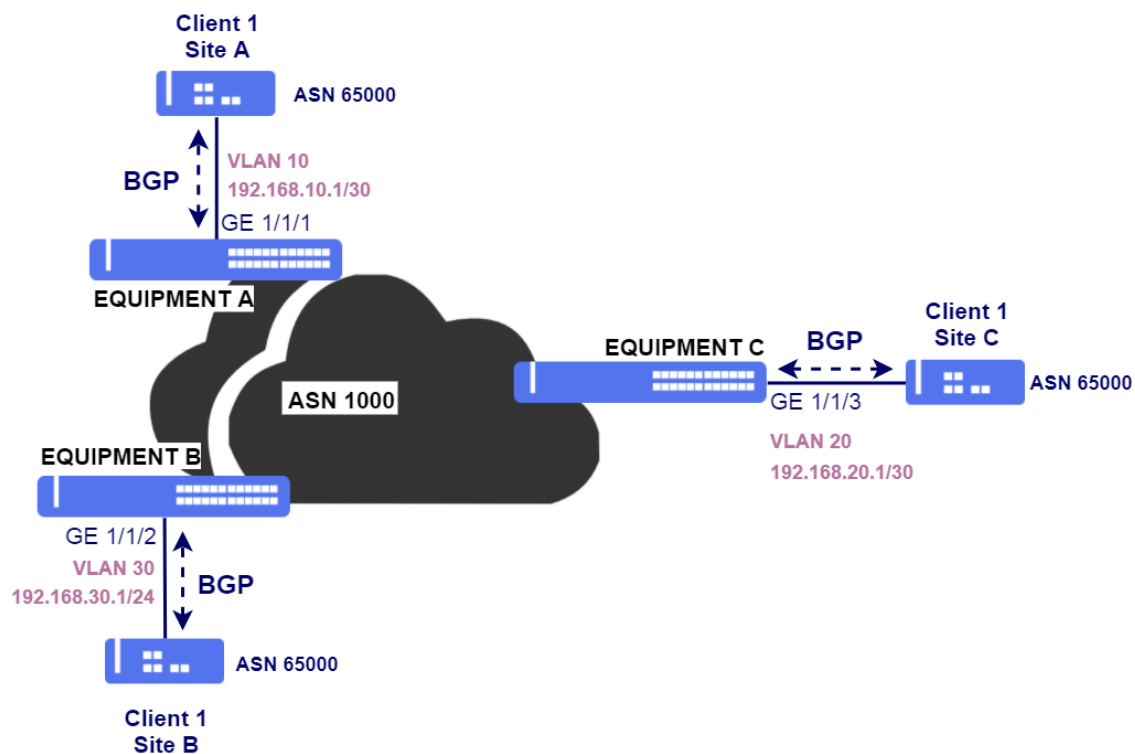 Client 1
Site A
ASN 65000
BGP
VLAN 10
192.168.10.1/30
GE 1/1/1
EQUIPMENT A
Client 1
Site C
EQUIPMENT C
BGP
ASN 65000
GE 1/1/3
ASN 1000
VLAN 20
192.168.20.1/30
EQUIPMENT B
GE 1/1/2
VLAN 30
192.168.30.1/24
BGP
ASN 65000
Client 1
Site B